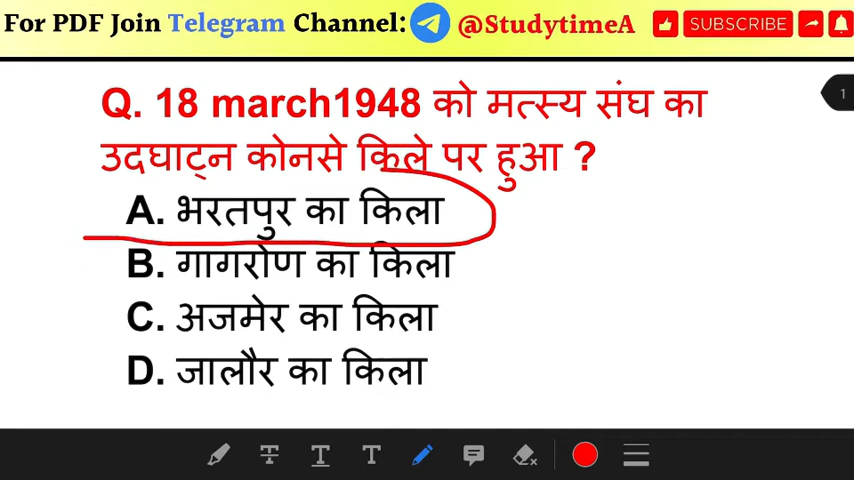 For PDF Join Telegram Channel: @StudytimeA SUBSCRIBE
1
Q. 18 march1948 को मत्स्य संघ का
उदघाट्न कोनसे किले पर हुआ ?
A. भरतपुर का किला
B. गागरोण का किला
C. अजमेर का किला
D. जालौर का किला
T T T